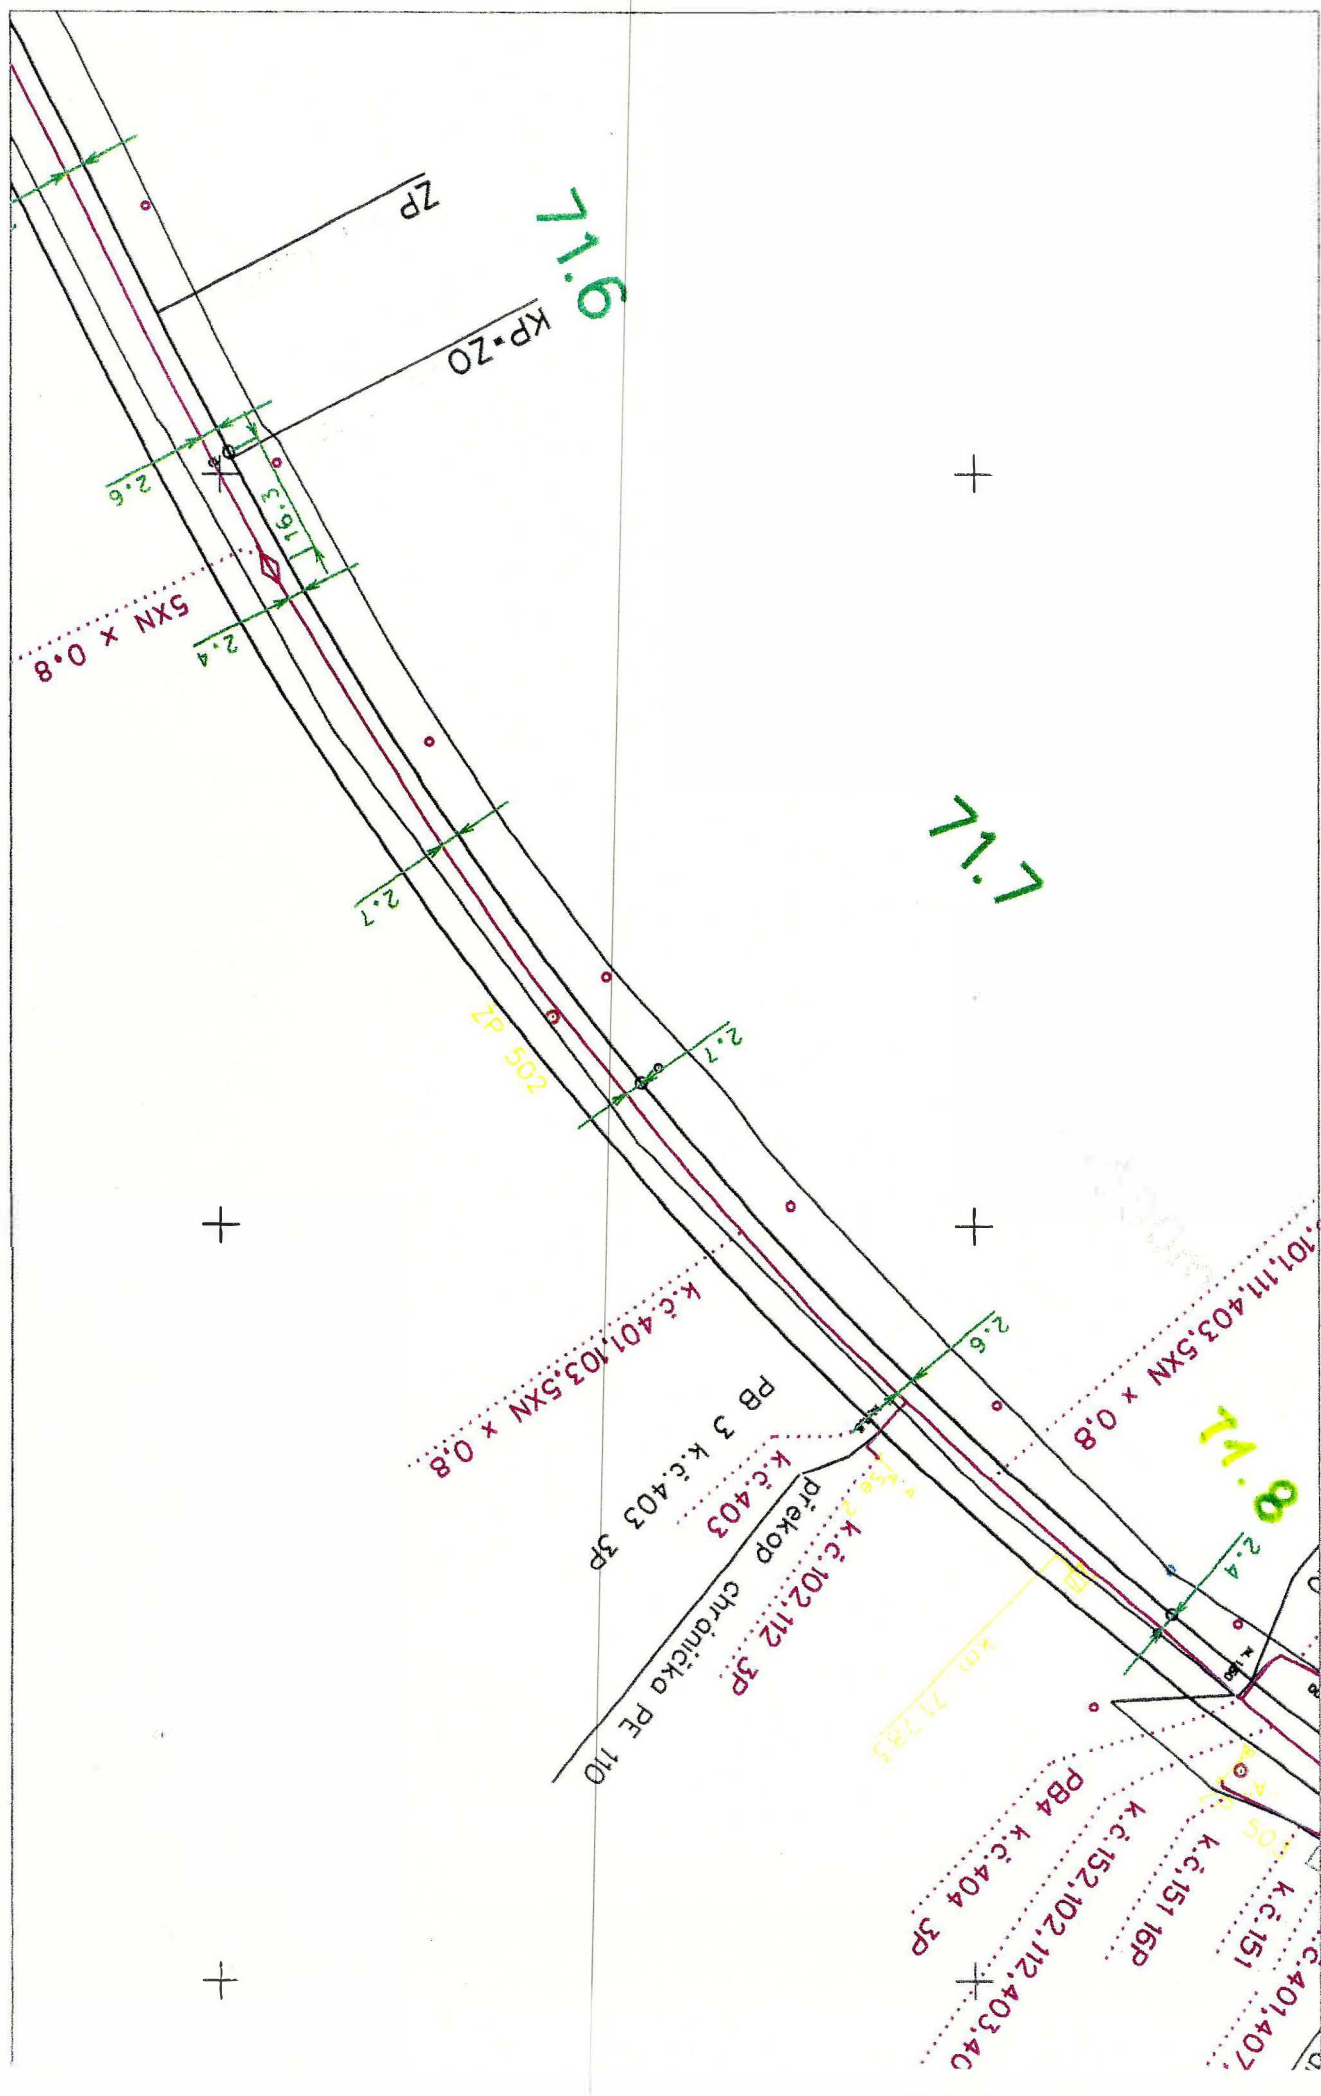 ZP
71.6
KP·ZO
2.6
16.3
5XN x 0,8
2.4
71.7
2.7
ZP 502
2.7
k.č.401,103,5XN x 0,8
2.6
101,111,403,5XN x 0,8
PB 3 k.č.403 3P
k.č.403
překop chránička PE 110
k.č.102,112 3P
71.8
2.4
km 71.783
PB4 k.č.404 3P
k.č.152,102,112,403,40
k.č.151 16P
k.č.151
č.401,407,